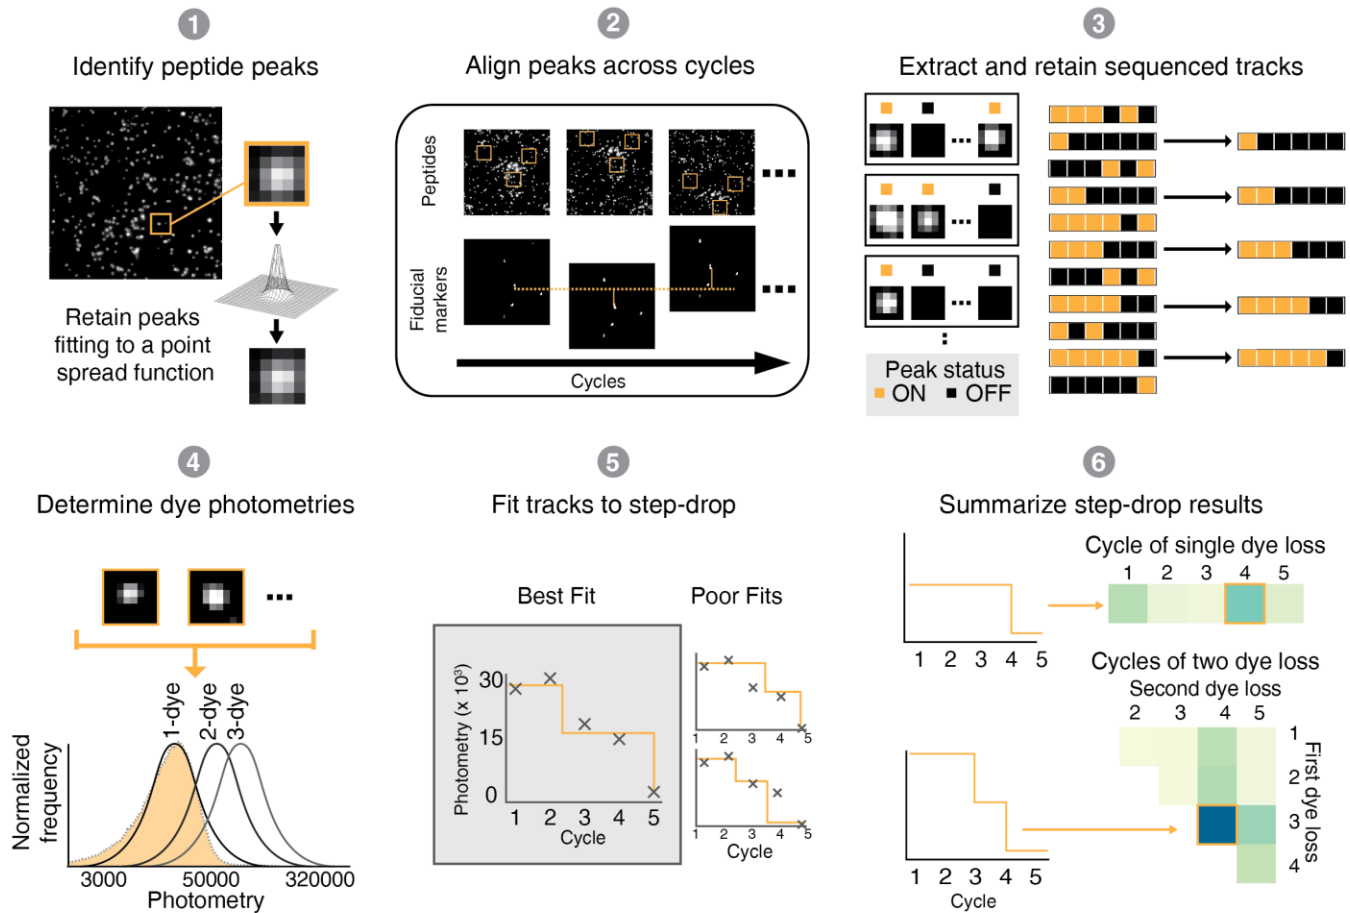 1
Identify peptide peaks
Retain peaks
fitting to a point
spread function
2
Align peaks across cycles
Peptides
Fiducial
markers
Cycles
3
Extract and retain sequenced tracks
Peak status
ON OFF
4
Determine dye photometries
1-dye 2-dye 3-dye
Normalized
frequency
3000 50000 320000
Photometry
5
Fit tracks to step-drop
Best Fit
Poor Fits
Photometry (x 10³)
30
15
0
1 2 3 4 5
Cycle
1 2 3 4 5
1 2 3 4 5
Cycle
6
Summarize step-drop results
Cycle of single dye loss
1 2 3 4 5
1 2 3 4 5
Cycles of two dye loss
Second dye loss
2 3 4 5
1
2
3
4
First dye loss
1 2 3 4 5
Cycle